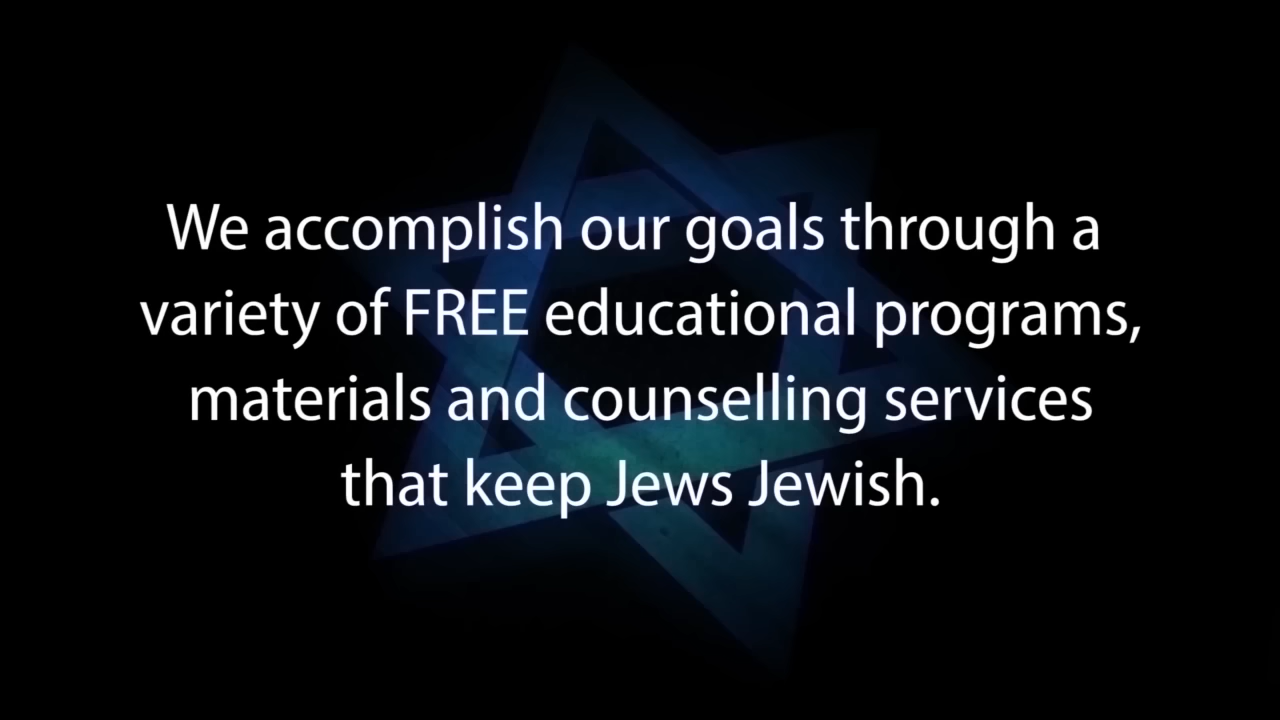 We accomplish our goals through a
variety of FREE educational programs,
materials and counselling services
that keep Jews Jewish.